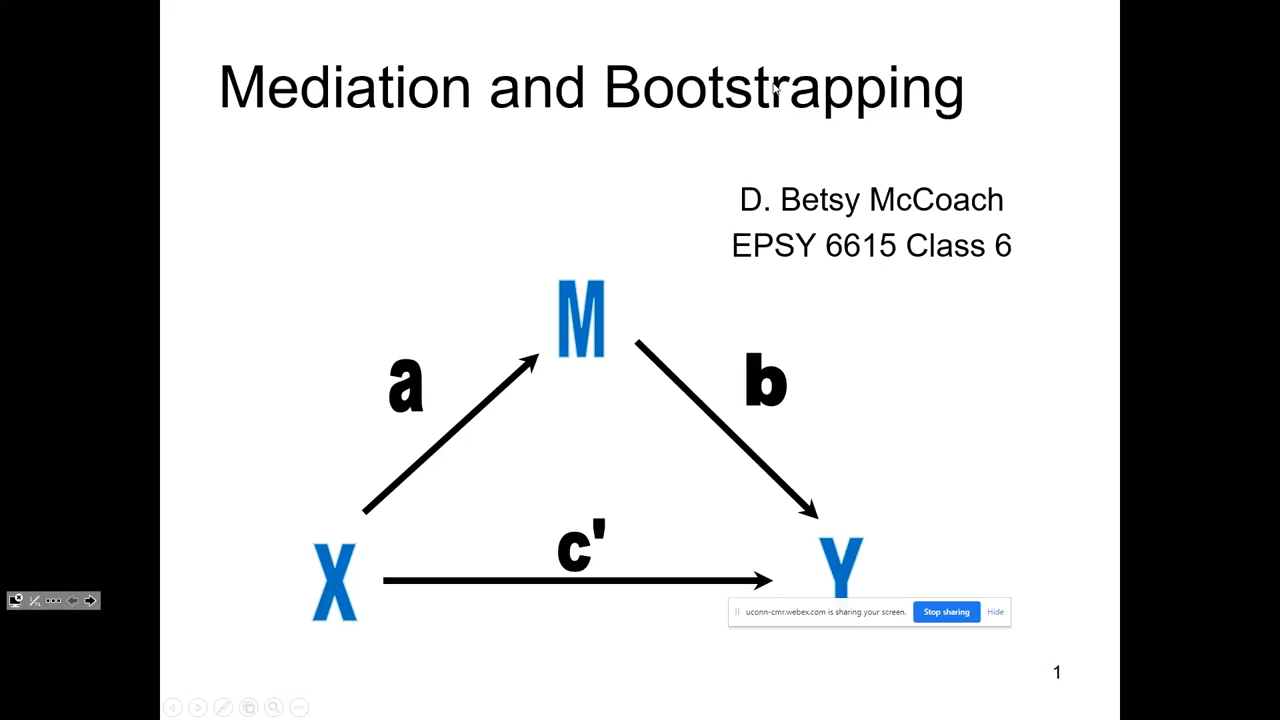 Mediation and Bootstrapping
D. Betsy McCoach
EPSY 6615 Class 6
M
a
b
c'
X
Y
uconn-cmr.webex.com is sharing your screen.
Stop sharing
Hide
1